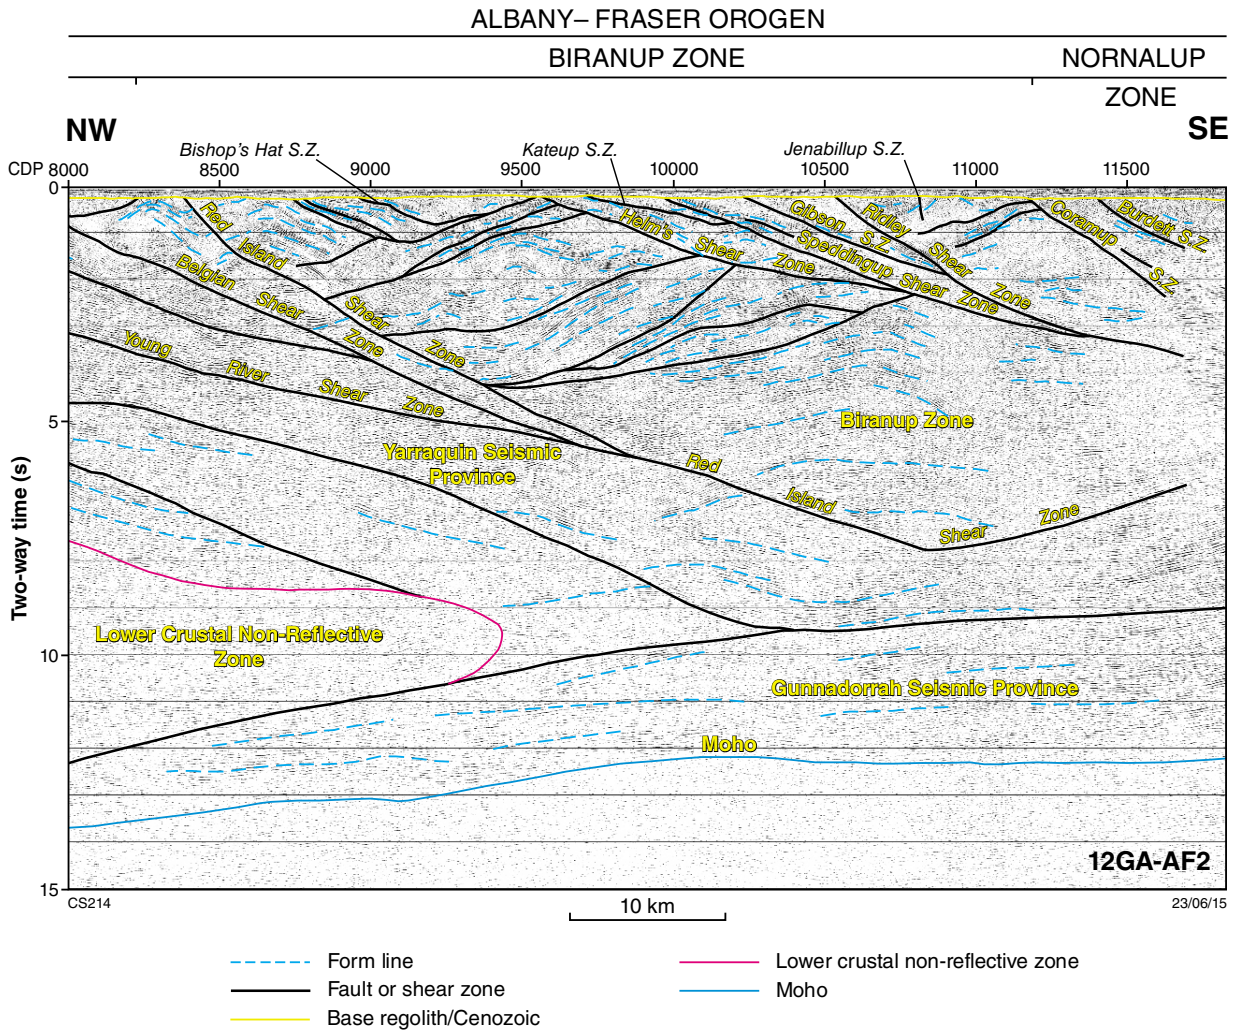 ALBANY– FRASER OROGEN
BIRANUP ZONE
NORNALUP
ZONE
NW
SE
Bishop's Hat S.Z.
Kateup S.Z.
Jenabillup S.Z.
CDP 8000 8500 9000 9500 10000 10500 11000 11500
0
5
10
15
Two-way time (s)
Red Island Shear Zone
Belgian Shear Zone
Young River Shear Zone
Helm's Shear Zone
Gibson S.Z.
Speddingup Shear Zone
Ridley Shear Zone
Coramup S.Z.
Burdett S.Z.
Biranup Zone
Yarraquin Seismic
Province
Red Island Shear Zone
Lower Crustal Non-Reflective
Zone
Gunnadorrah Seismic Province
Moho
12GA-AF2
CS214
23/06/15
10 km
Form line
Fault or shear zone
Base regolith/Cenozoic
Lower crustal non-reflective zone
Moho